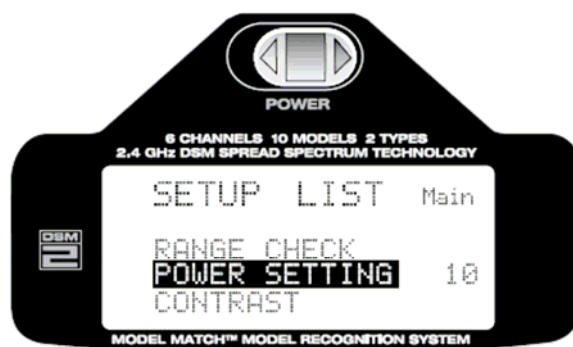 POWER
6 CHANNELS 10 MODELS 2 TYPES
2.4 GHz DSM SPREAD SPECTRUM TECHNOLOGY
SETUP LIST Main
DSM
2
RANGE CHECK
POWER SETTING 10
CONTRAST
MODEL MATCH™ MODEL RECOGNITION SYSTEM